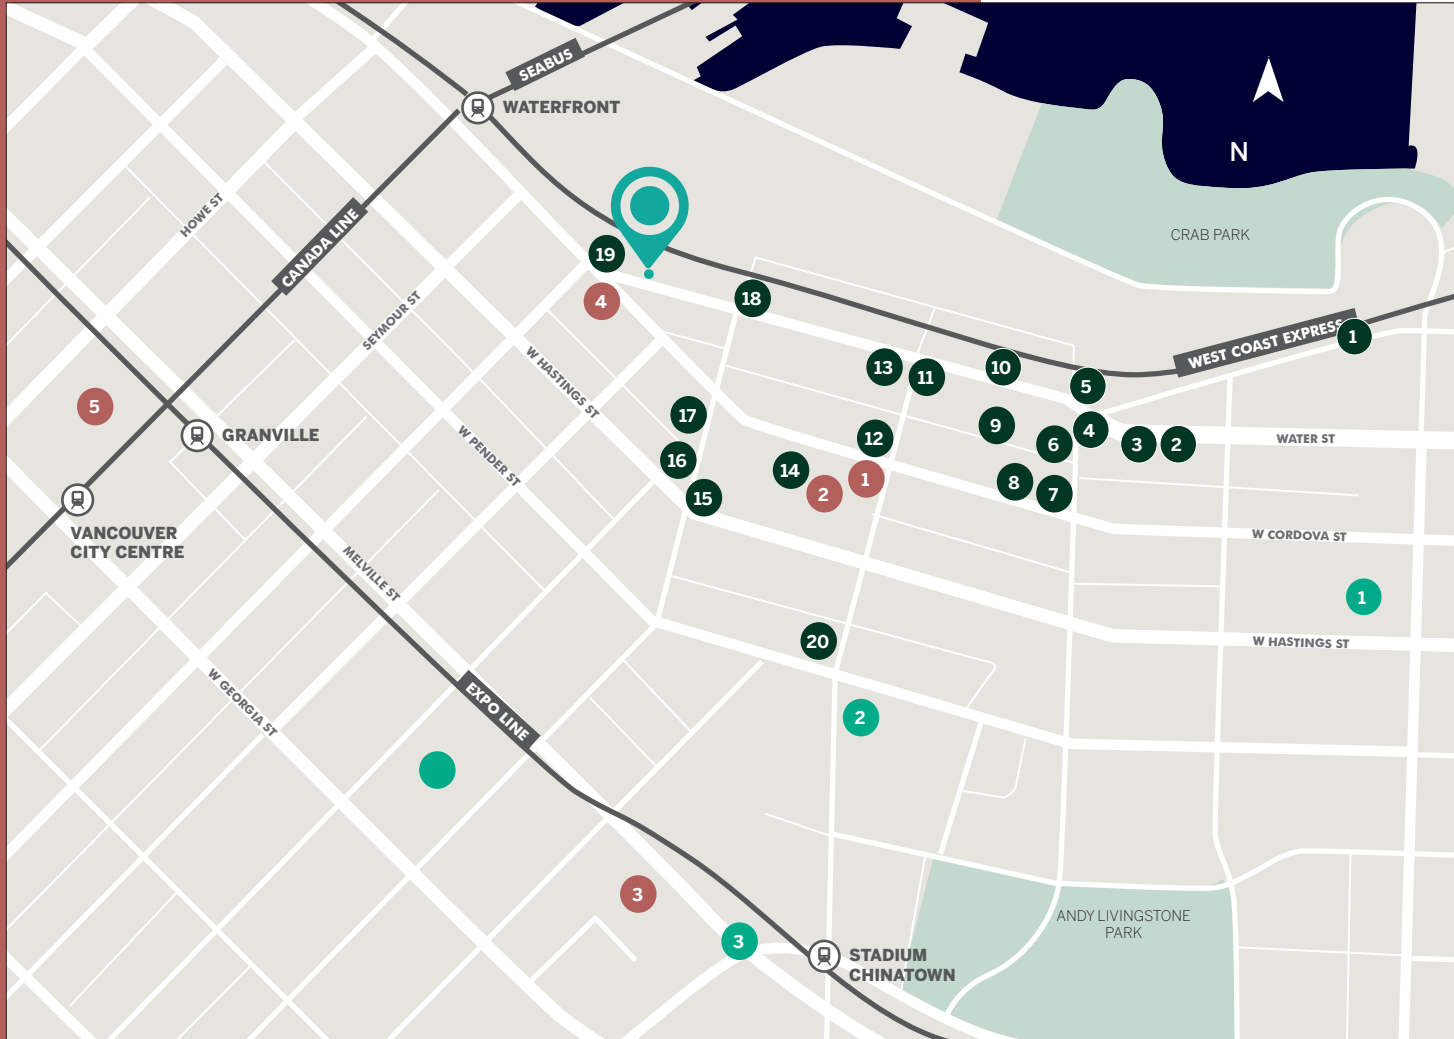 SEABUS
WATERFRONT
N
HOWE ST
CANADA LINE
CRAB PARK
19
4
18
SEYMOUR ST
WEST COAST EXPRESS
1
W HASTINGS ST
13
11
10
5
5
17
9
4
GRANVILLE
W PENDER ST
12
6
3
2
WATER ST
16
14
2
1
8
7
15
VANCOUVER
CITY CENTRE
W CORDOVA ST
MELVILLE ST
1
20
W HASTINGS ST
W GEORGIA ST
EXPO LINE
2
3
ANDY LIVINGSTONE
PARK
3
STADIUM
CHINATOWN